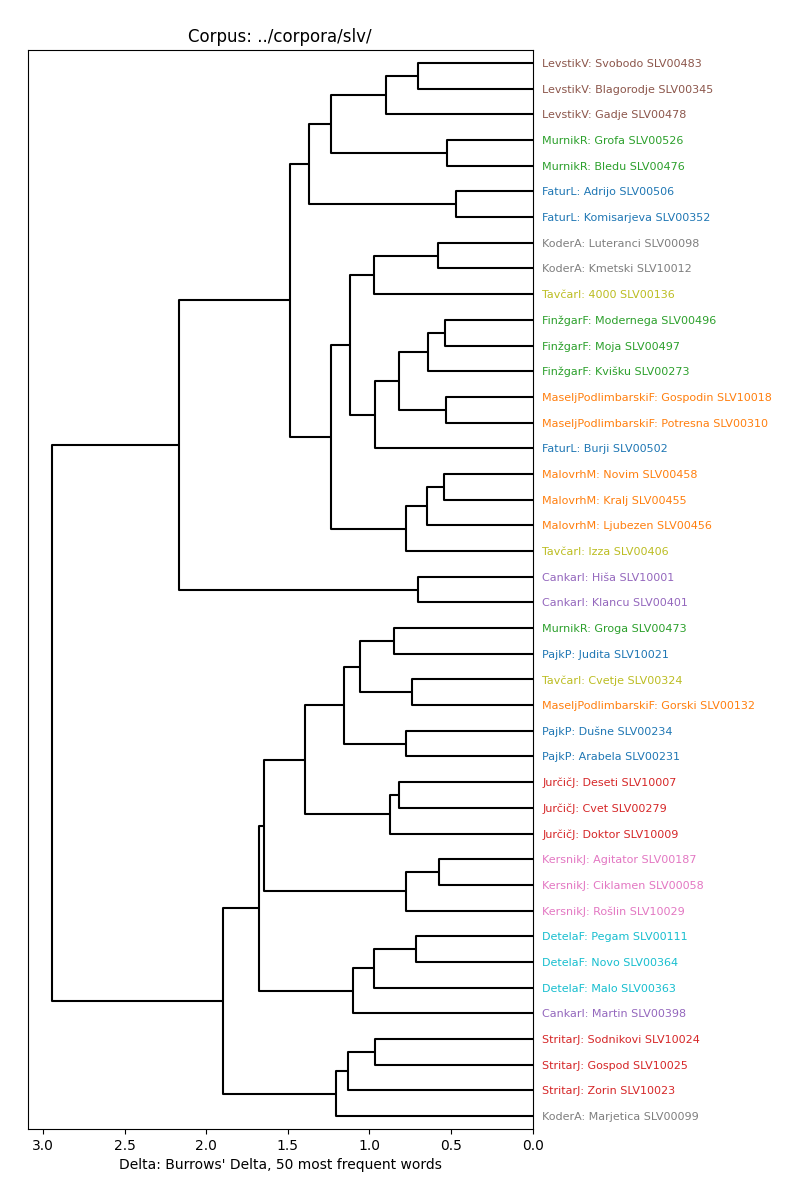 Corpus: ../corpora/slv/
LevstikV: Svobodo SLV00483
LevstikV: Blagorodje SLV00345
LevstikV: Gadje SLV00478
MurnikR: Grofa SLV00526
MurnikR: Bledu SLV00476
FaturL: Adrijo SLV00506
FaturL: Komisarjeva SLV00352
KoderA: Luteranci SLV00098
KoderA: Kmetski SLV10012
TavčarI: 4000 SLV00136
FinžgarF: Modernega SLV00496
FinžgarF: Moja SLV00497
FinžgarF: Kvišku SLV00273
MaseljPodlimbarskiF: Gospodin SLV10018
MaseljPodlimbarskiF: Potresna SLV00310
FaturL: Burji SLV00502
MalovrhM: Novim SLV00458
MalovrhM: Kralj SLV00455
MalovrhM: Ljubezen SLV00456
TavčarI: Izza SLV00406
CankarI: Hiša SLV10001
CankarI: Klancu SLV00401
MurnikR: Groga SLV00473
PajkP: Judita SLV10021
TavčarI: Cvetje SLV00324
MaseljPodlimbarskiF: Gorski SLV00132
PajkP: Dušne SLV00234
PajkP: Arabela SLV00231
JurčičJ: Deseti SLV10007
JurčičJ: Cvet SLV00279
JurčičJ: Doktor SLV10009
KersnikJ: Agitator SLV00187
KersnikJ: Ciklamen SLV00058
KersnikJ: Rošlin SLV10029
DetelaF: Pegam SLV00111
DetelaF: Novo SLV00364
DetelaF: Malo SLV00363
CankarI: Martin SLV00398
StritarJ: Sodnikovi SLV10024
StritarJ: Gospod SLV10025
StritarJ: Zorin SLV10023
KoderA: Marjetica SLV00099
3.0 2.5 2.0 1.5 1.0 0.5 0.0
Delta: Burrows' Delta, 50 most frequent words